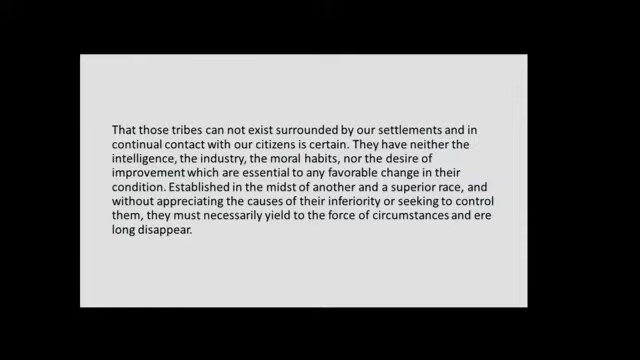 That those tribes can not exist surrounded by our settlements and in
continual contact with our citizens is certain. They have neither the
intelligence, the industry, the moral habits, nor the desire of
improvement which are essential to any favorable change in their
condition. Established in the midst of another and a superior race, and
without appreciating the causes of their inferiority or seeking to control
them, they must necessarily yield to the force of circumstances and ere
long disappear.